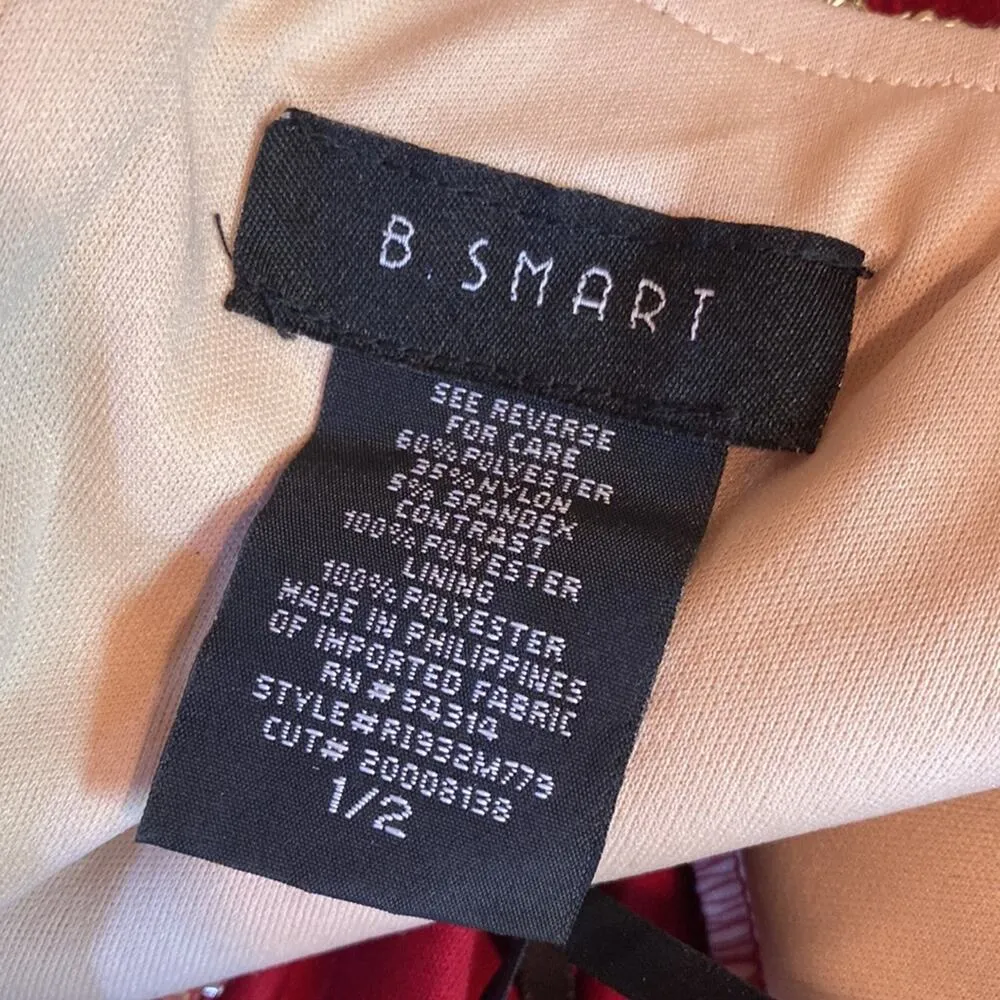 B. SMART
SEE REVERSE
FOR CARE
60% POLYESTER
35% NYLON
5% SPANDEX
CONTRAST
100% POLYESTER
LINING
100% POLYESTER
MADE IN PHILIPPINES
OF IMPORTED FABRIC
RN # 54314
STYLE # RI932M779
CUT# 20008138
1/2